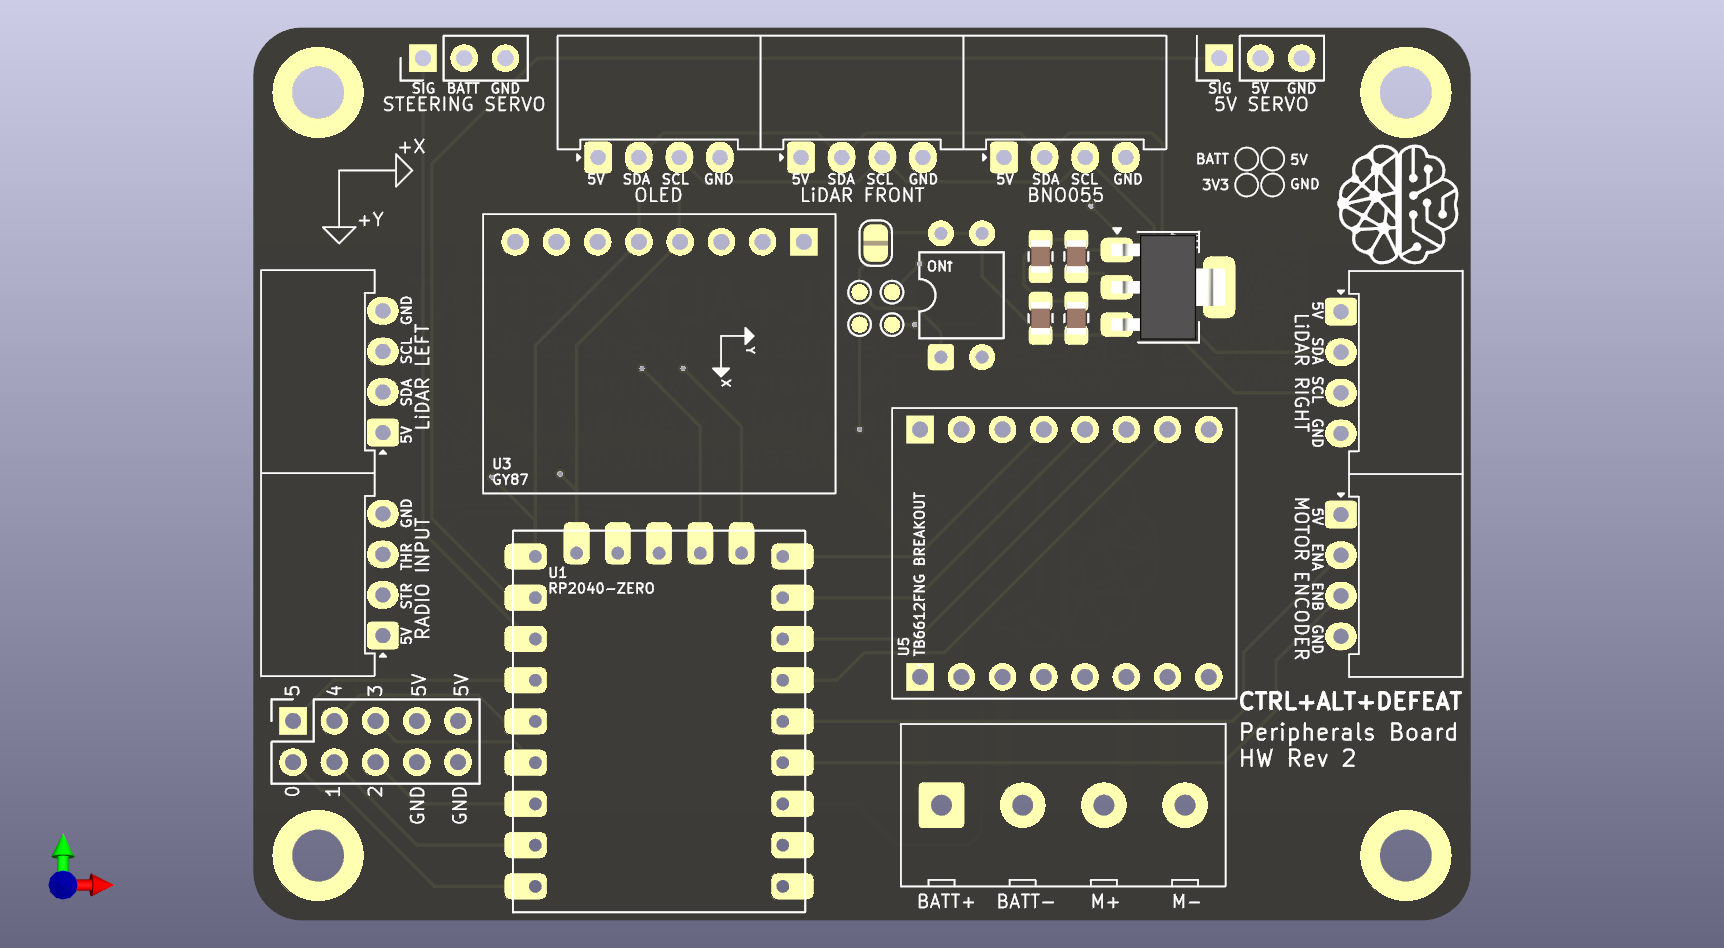 SIG BATT GND
STEERING SERVO
SIG 5V GND
5V SERVO
+X
+Y
5V SDA SCL GND
OLED
5V SDA SCL GND
LiDAR FRONT
5V SDA SCL GND
BNO055
BATT 5V
3V3 GND
ON↑
Y
X
U3
GY87
GND SCL SDA 5V
LiDAR LEFT
GND THR STR 5V
RADIO INPUT
5V SDA SCL GND
LiDAR RIGHT
5V ENA ENB GND
MOTOR ENCODER
U1
RP2040-ZERO
U5
TB6612FNG BREAKOUT
5 4 3 5V 5V
0 1 2 GND GND
CTRL+ALT+DEFEAT
Peripherals Board
HW Rev 2
BATT+ BATT- M+ M-